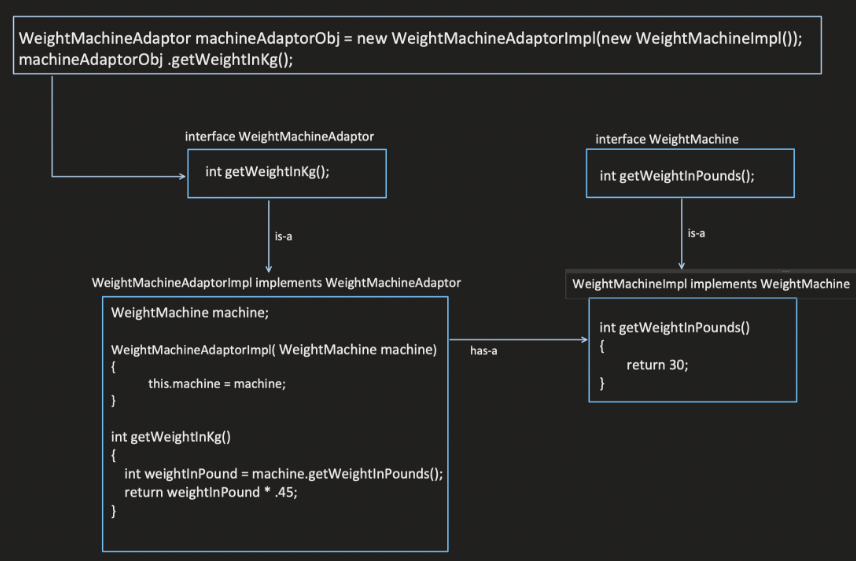 WeightMachineAdaptor machineAdaptorObj = new WeightMachineAdaptorImpl(new WeightMachineImpl());
machineAdaptorObj .getWeightInKg();
interface WeightMachineAdaptor
int getWeightInKg();
is-a
interface WeightMachine
int getWeightInPounds();
is-a
WeightMachineAdaptorImpl implements WeightMachineAdaptor
WeightMachine machine;
WeightMachineAdaptorImpl( WeightMachine machine)
{
this.machine = machine;
}
int getWeightInKg()
{
int weightInPound = machine.getWeightInPounds();
return weightInPound * .45;
}
has-a
WeightMachineImpl implements WeightMachine
int getWeightInPounds()
{
return 30;
}